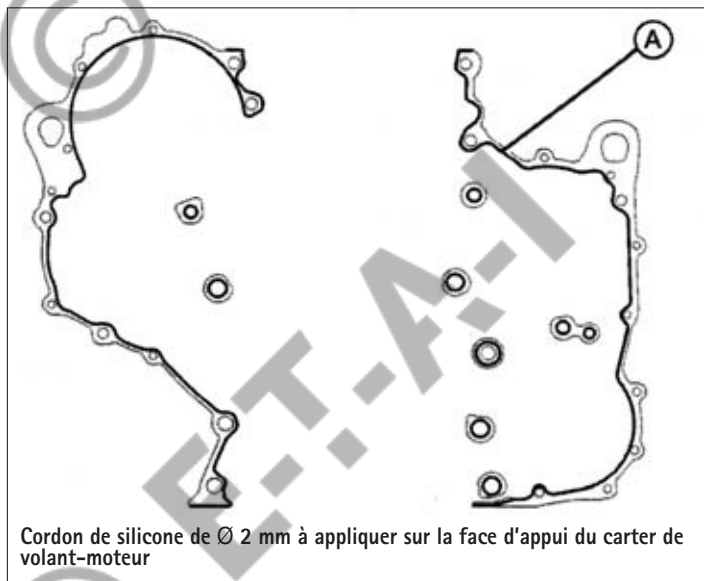 A
©
E.T.A.I
Cordon de silicone de Ø 2 mm à appliquer sur la face d'appui du carter de
volant-moteur